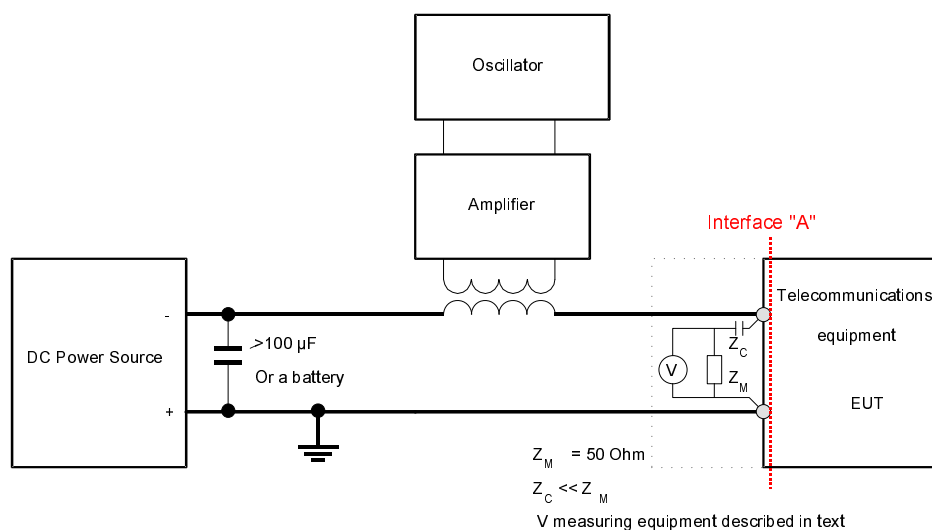 Oscillator
Amplifier
Interface "A"
DC Power Source
-
+
>100 µF
Or a battery
Telecommunications
equipment
EUT
V
Z C
Z M
Z M = 50 Ohm
Z C << Z M
V measuring equipment described in text